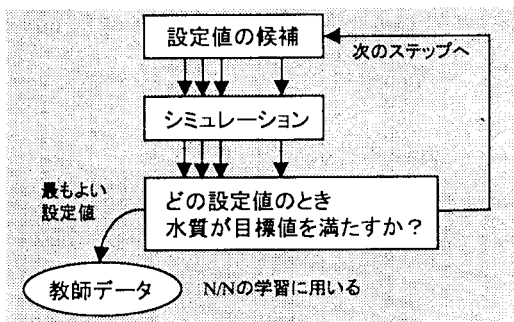 設定値の候補
次のステップへ
シミュレーション
最もよい
設定値
どの設定値のとき
水質が目標値を満たすか？
教師データ
N/Nの学習に用いる